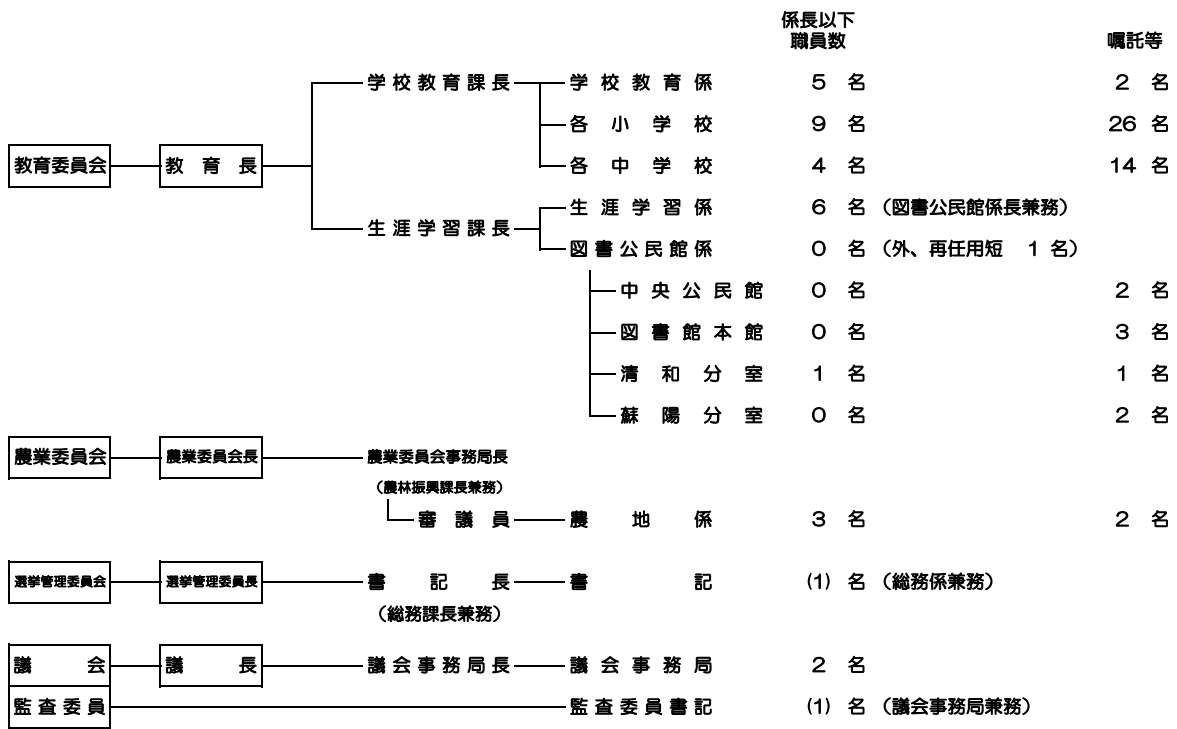 係長以下
職員数 嘱託等
学校教育課長 学校教育係 5 名 2 名
各小学校 9 名 26 名
教育委員会 教育長 各中学校 4 名 14 名
生涯学習係 6 名 (図書公民館係長兼務)
生涯学習課長
図書公民館係 0 名 (外、再任用短 1 名)
中央公民館 0 名 2 名
図書館本館 0 名 3 名
清和分室 1 名 1 名
蘇陽分室 0 名 2 名
農業委員会 農業委員会長 農業委員会事務局長
(農林振興課長兼務)
審議員 農地係 3 名 2 名
選挙管理委員会 選挙管理委員長 書記長 書記 (1) 名 (総務係兼務)
(総務課長兼務)
議会 議長 議会事務局長 議会事務局 2 名
監査委員 監査委員書記 (1) 名 (議会事務局兼務)